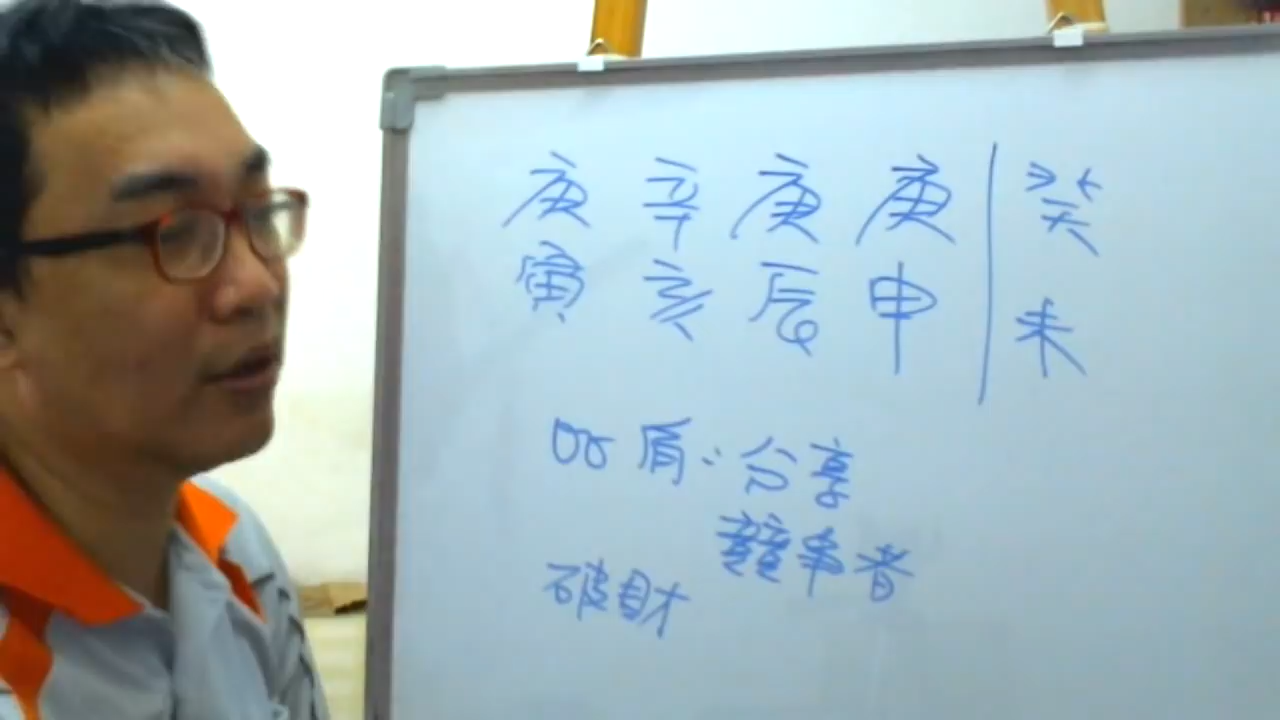 庚辛庚庚|癸
寅亥辰申 未
比肩:分享
競爭者
破財